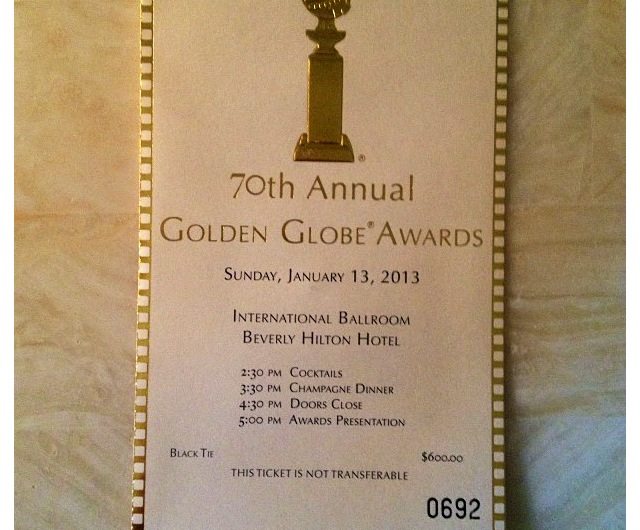 ®
70th Annual
Golden Globe® Awards
Sunday, January 13, 2013
International Ballroom
Beverly Hilton Hotel
2:30 PM Cocktails
3:30 PM Champagne Dinner
4:30 PM Doors Close
5:00 PM Awards Presentation
Black Tie $600.00
THIS TICKET IS NOT TRANSFERABLE
0692